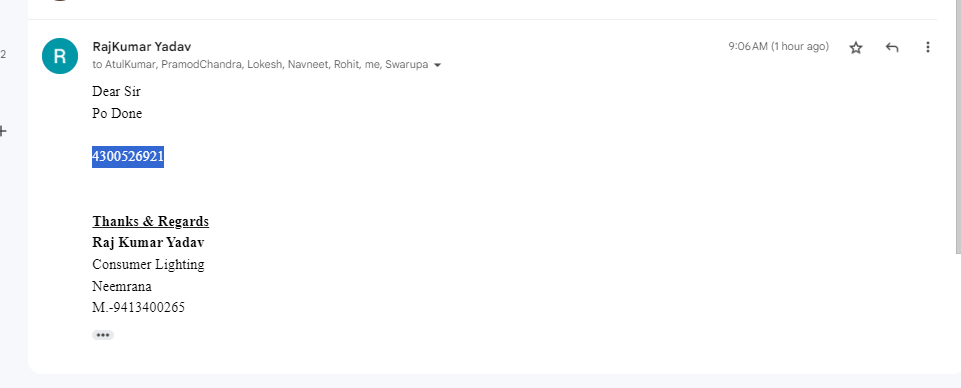 2
RajKumar Yadav
9:06 AM (1 hour ago)
to AtulKumar, PramodChandra, Lokesh, Navneet, Rohit, me, Swarupa
R
Dear Sir
Po Done
4300526921
Thanks & Regards
Raj Kumar Yadav
Consumer Lighting
Neemrana
M.-9413400265